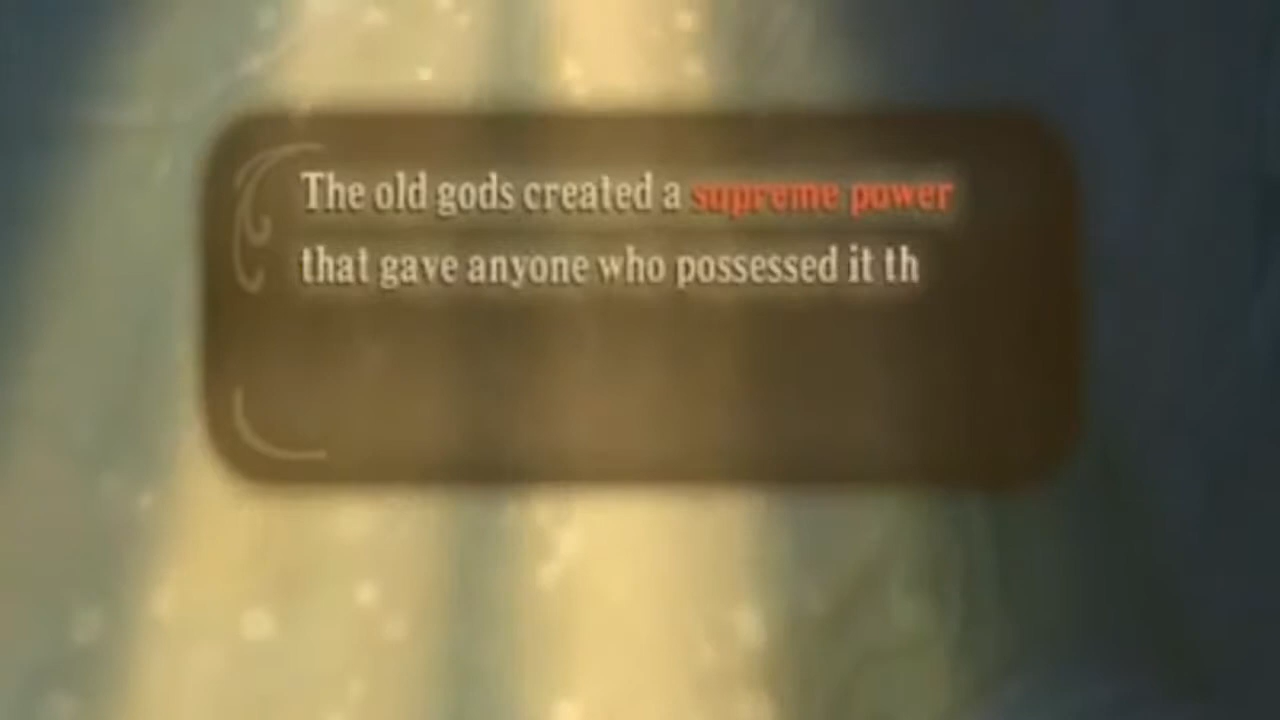 The old gods created a supreme power
that gave anyone who possessed it th